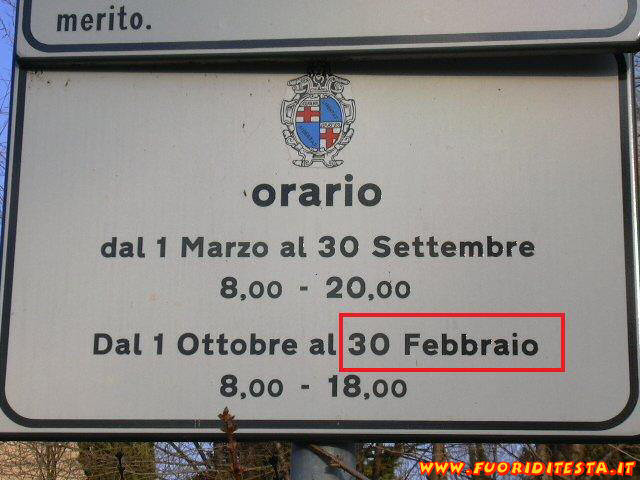 merito.
orario
dal 1 Marzo al 30 Settembre
8,00 - 20,00
Dal 1 Ottobre al 30 Febbraio
8,00 - 18,00
www.FUORIDITESTA.IT